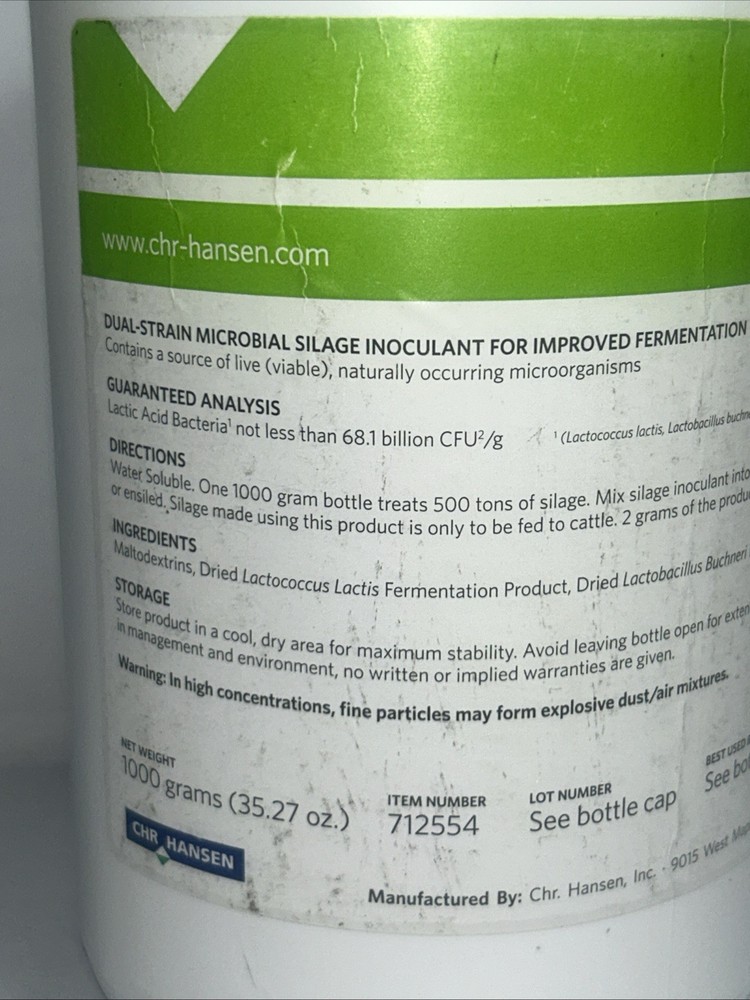 www.chr-hansen.com
DUAL-STRAIN MICROBIAL SILAGE INOCULANT FOR IMPROVED FERMENTATION
Contains a source of live (viable), naturally occurring microorganisms
GUARANTEED ANALYSIS
Lactic Acid Bacteria¹ not less than 68.1 billion CFU²/g ¹ (Lactococcus lactis, Lactobacillus
DIRECTIONS
Water Soluble. One 1000 gram bottle treats 500 tons of silage. Mix silage inoculant into
or ensiled. Silage made using this product is only to be fed to cattle. 2 grams of the
INGREDIENTS
Maltodextrins, Dried Lactococcus Lactis Fermentation Product, Dried Lactobacillus Buchneri
STORAGE
Store product in a cool, dry area for maximum stability. Avoid leaving bottle open for
in management and environment, no written or implied warranties are given.
Warning: In high concentrations, fine particles may form explosive dust/air mixtures.
NET WEIGHT
1000 grams (35.27 oz.)
ITEM NUMBER
712554
LOT NUMBER
See bottle cap
BEST USED
See
CHR HANSEN
Manufactured By: Chr. Hansen, Inc. · 9015 West